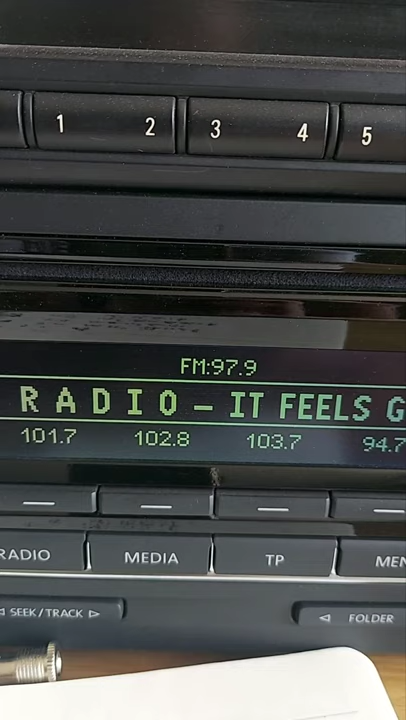 1 2 3 4 5
FM:97.9
RADIO – IT FEELS G
101.7 102.8 103.7 94.7
RADIO MEDIA TP MEN
SEEK/TRACK FOLDER